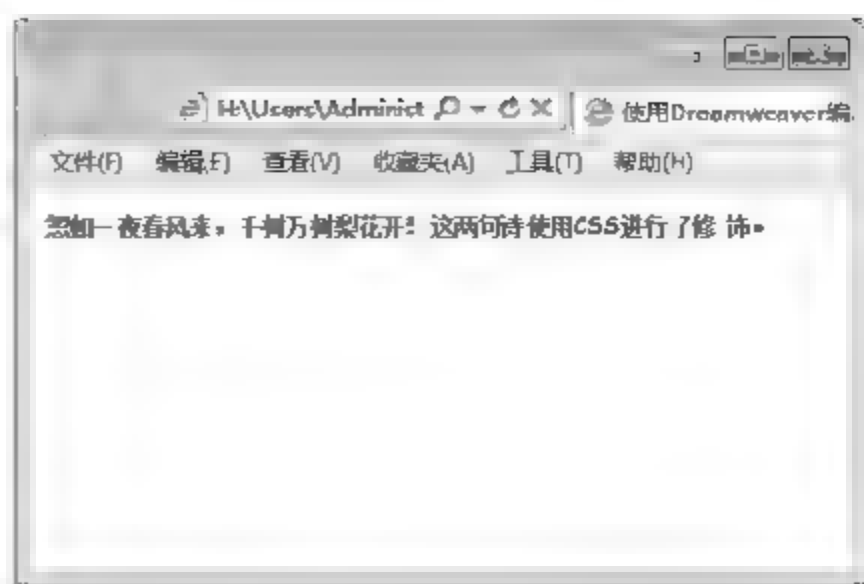 H:\Users\Administ
使用Dreamweaver编
文件(F) 编辑(E) 查看(V) 收藏夹(A) 工具(T) 帮助(H)
忽如一夜春风来，千树万树梨花开！这两句诗使用CSS进行了修饰。